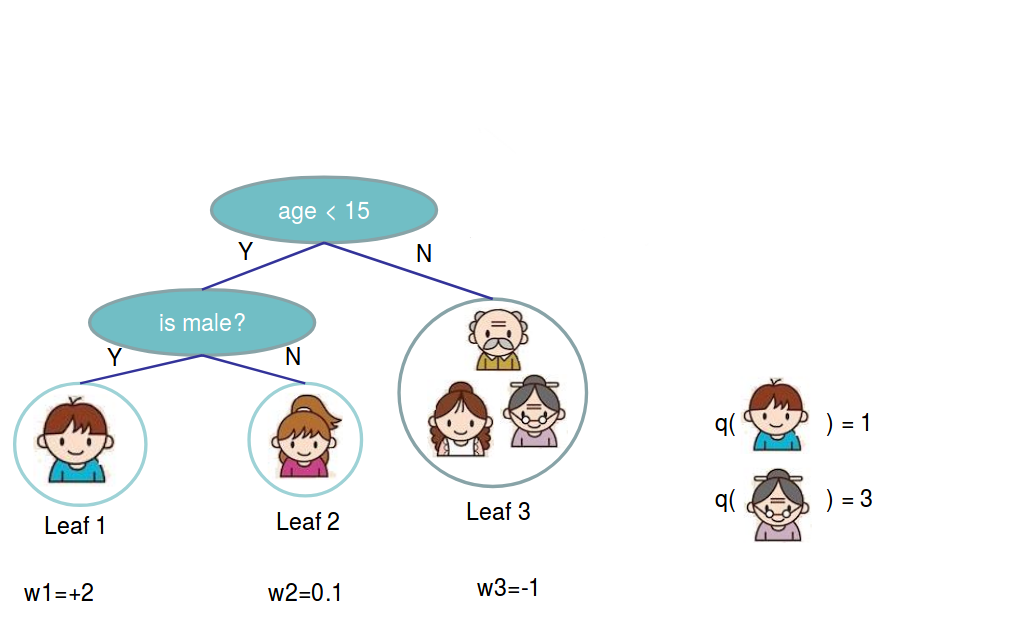 age < 15
Y
N
is male?
Y
N
Leaf 1
Leaf 2
Leaf 3
w1=+2
w2=0.1
w3=-1
q( ) = 1
q( ) = 3